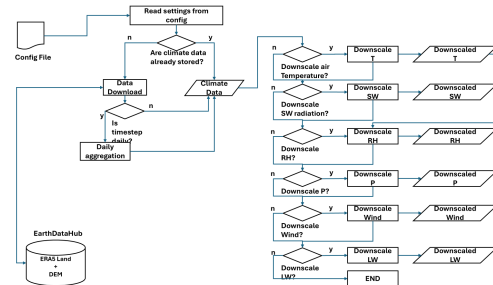 Read settings from
config
Config File
n
y
Are climate data
already stored?
Data
Download
Climate
Data
n
y
Is
timestep
daily?
Daily
aggregation
EarthDataHub
ERA5 Land
+
DEM
n
y
Downscale air
Temperature?
Downscale
T
Downscaled
T
n
y
Downscale
SW radiation?
Downscale
SW
Downscaled
SW
n
y
Downscale
RH?
Downscale
RH
Downscaled
RH
n
y
Downscale P?
Downscale
P
Downscaled
P
n
y
Downscale
Wind?
Downscale
Wind
Downscaled
Wind
n
y
Downscale
LW?
Downscale
LW
Downscaled
LW
END